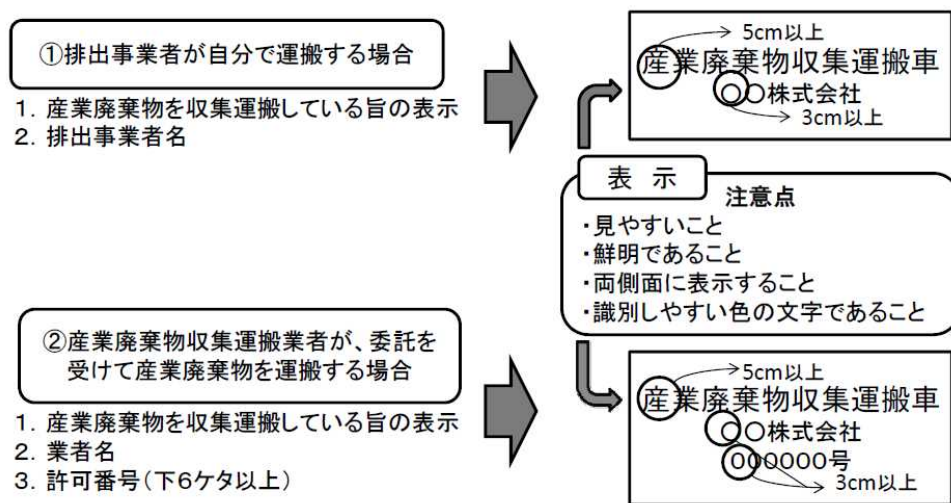 ①排出事業者が自分で運搬する場合
1. 産業廃棄物を収集運搬している旨の表示
2. 排出事業者名
5cm以上
産業廃棄物収集運搬車
○○株式会社
3cm以上
表 示
注意点
・見やすいこと
・鮮明であること
・両側面に表示すること
・識別しやすい色の文字であること
②産業廃棄物収集運搬業者が、委託を
受けて産業廃棄物を運搬する場合
1. 産業廃棄物を収集運搬している旨の表示
2. 業者名
3. 許可番号(下6ケタ以上)
5cm以上
産業廃棄物収集運搬車
○○株式会社
000000号
3cm以上